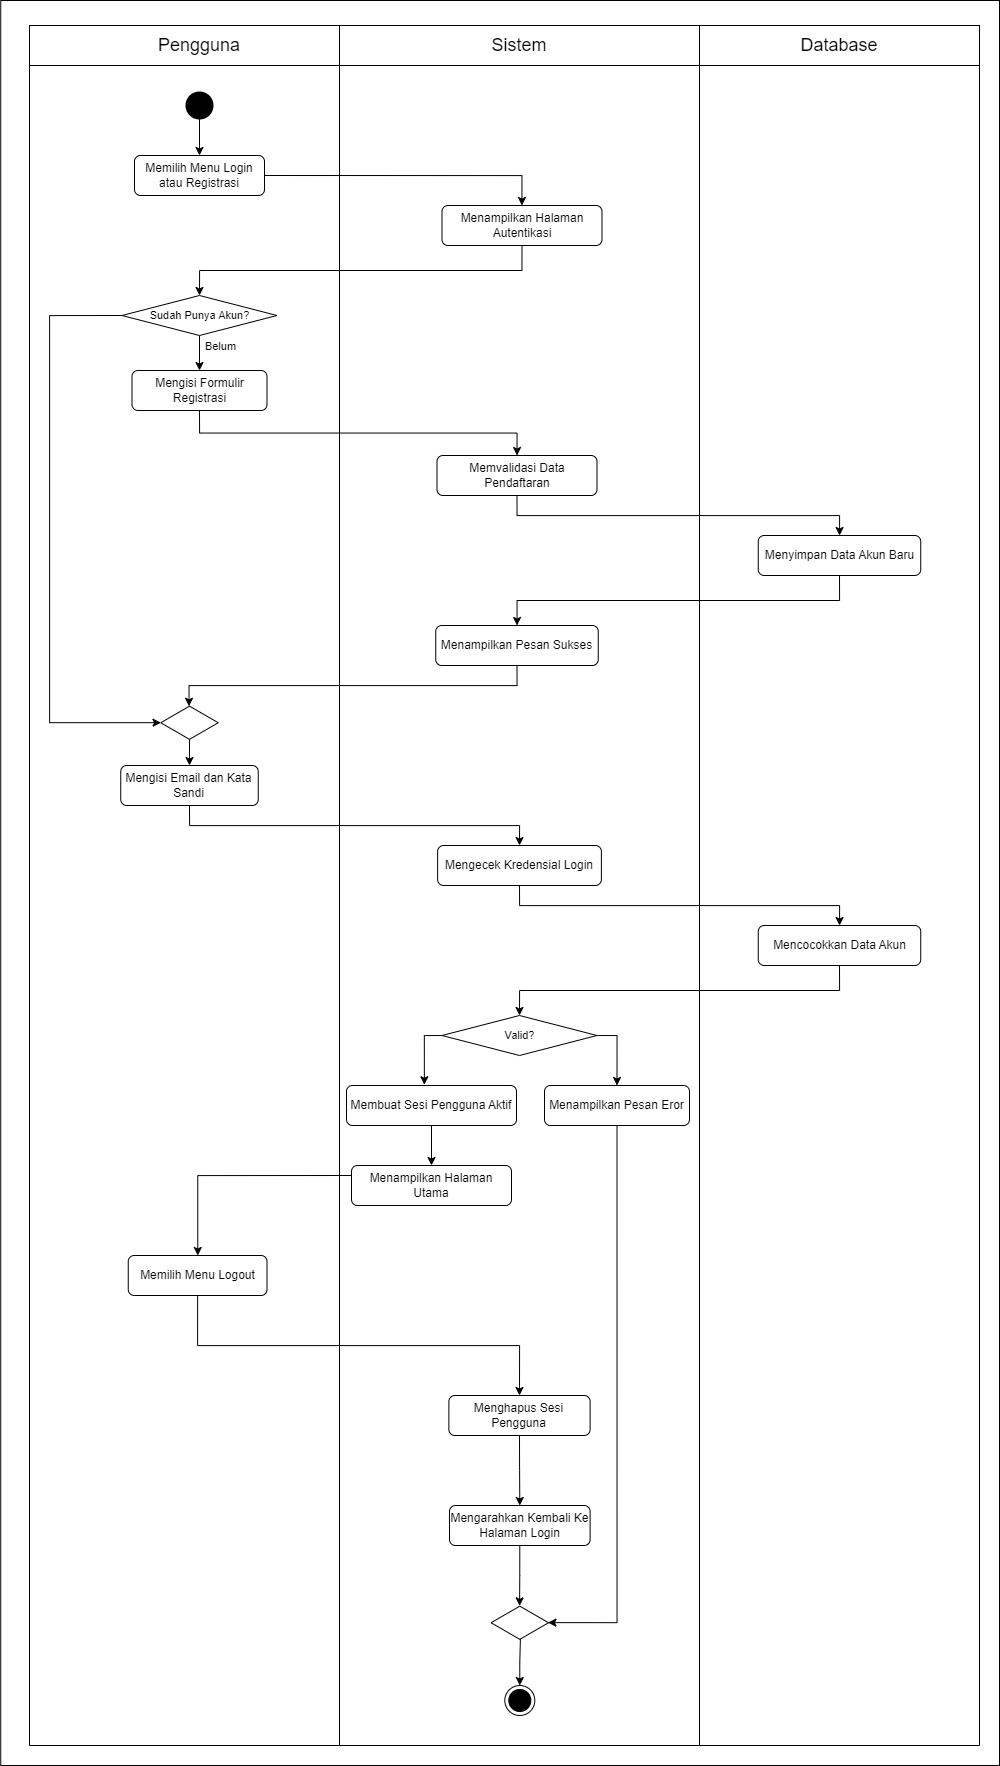 Pengguna
Sistem
Database
Memilih Menu Login
atau Registrasi
Menampilkan Halaman
Autentikasi
Sudah Punya Akun?
Belum
Mengisi Formulir
Registrasi
Memvalidasi Data
Pendaftaran
Menyimpan Data Akun Baru
Menampilkan Pesan Sukses
Mengisi Email dan Kata
Sandi
Mengecek Kredensial Login
Mencocokkan Data Akun
Valid?
Membuat Sesi Pengguna Aktif
Menampilkan Pesan Eror
Menampilkan Halaman
Utama
Memilih Menu Logout
Menghapus Sesi
Pengguna
Mengarahkan Kembali Ke
Halaman Login